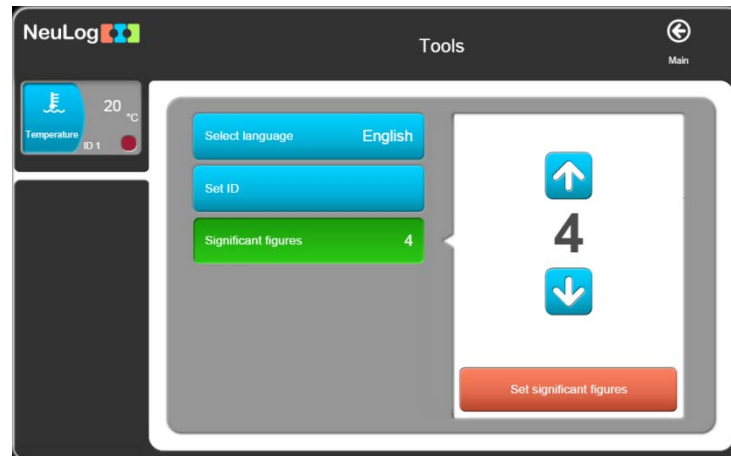 NeuLog
Tools
Main
20 °C
Temperature
ID 1
Select language English
Set ID
Significant figures 4
4
Set significant figures